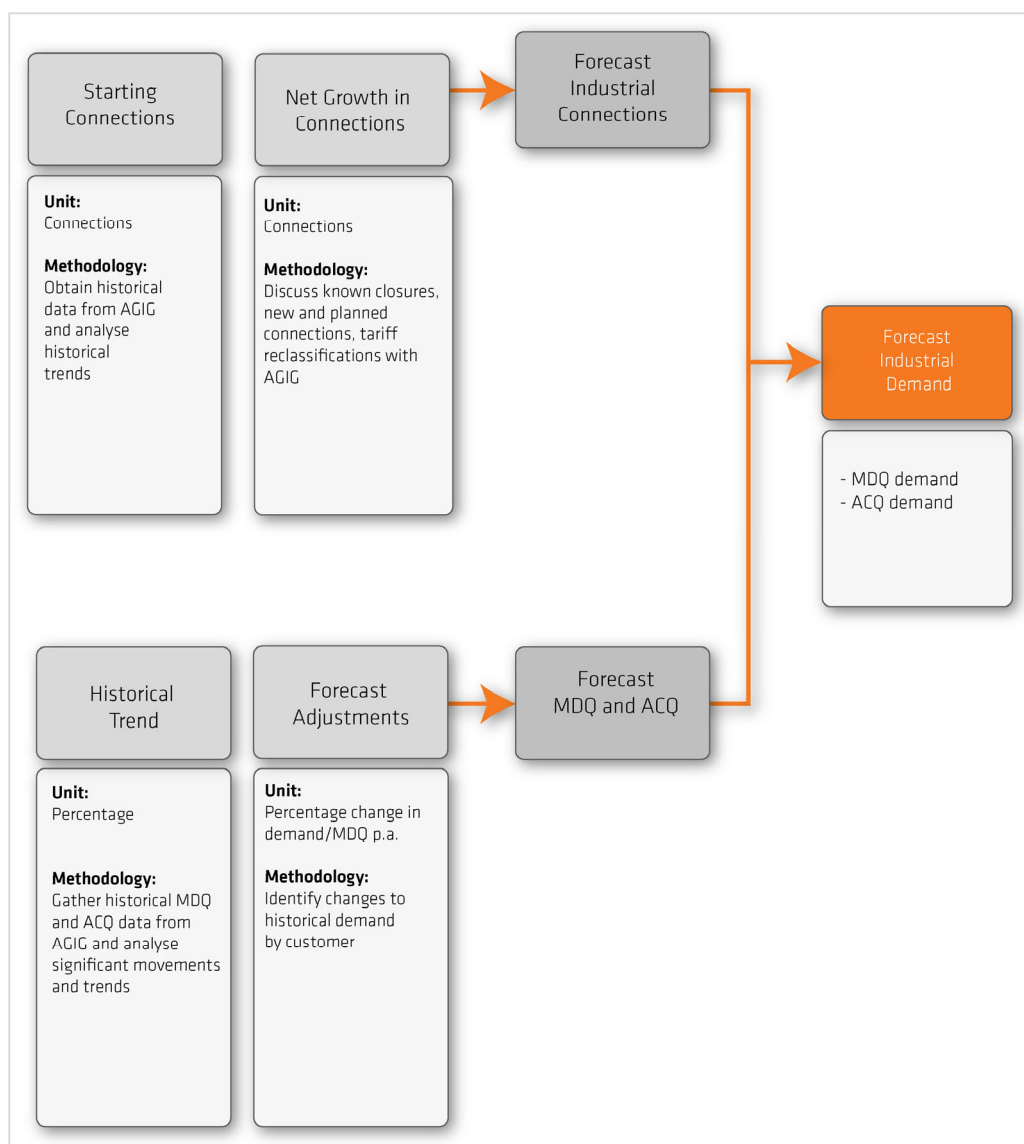 Starting
Connections
Unit:
Connections
Methodology:
Obtain historical
data from AGIG
and analyse
historical
trends
Net Growth in
Connections
Unit:
Connections
Methodology:
Discuss known closures,
new and planned
connections, tariff
reclassifications with
AGIG
Forecast
Industrial
Connections
Forecast
Industrial
Demand
- MDQ demand
- ACQ demand
Historical
Trend
Unit:
Percentage
Methodology:
Gather historical MDQ
and ACQ data from
AGIG and analyse
significant movements
and trends
Forecast
Adjustments
Unit:
Percentage change in
demand/MDQ p.a.
Methodology:
Identify changes to
historical demand
by customer
Forecast
MDQ and ACQ